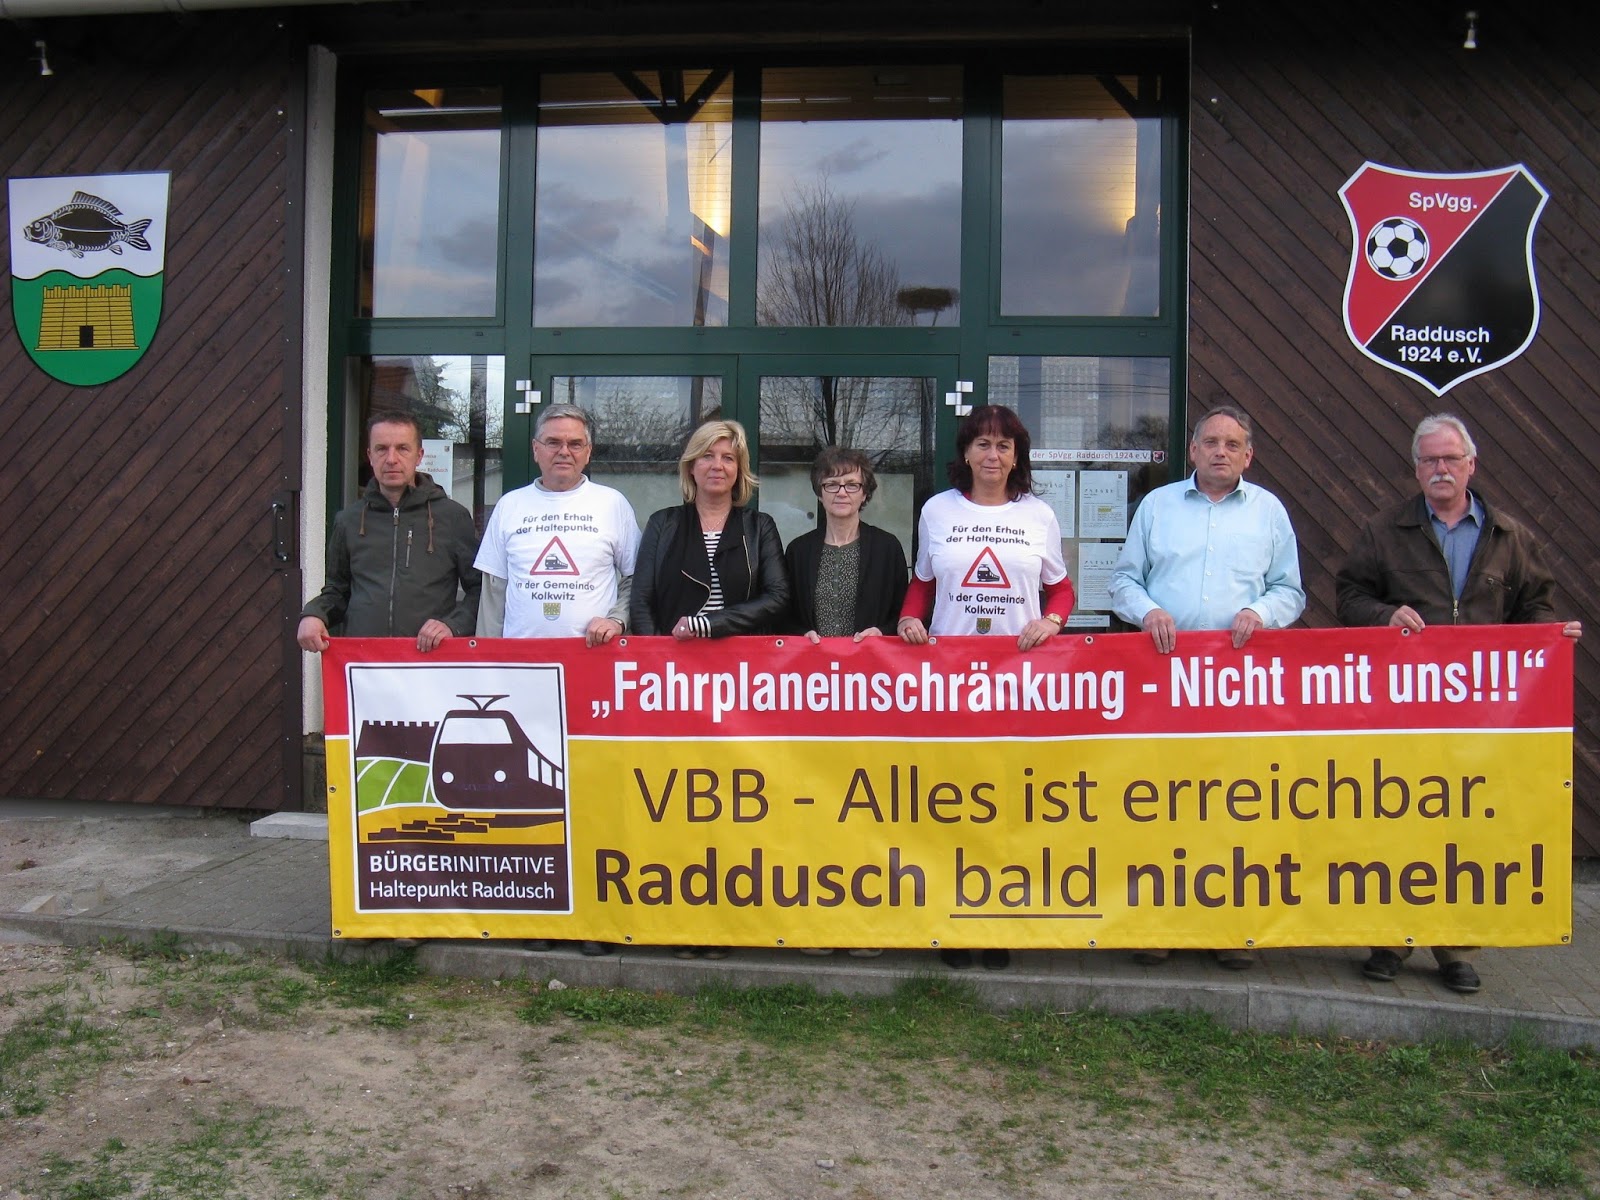 SpVgg.
Raddusch
1924 e.V.
der SpVgg. Raddusch 1924 e.V.
Für den Erhalt
der Haltepunkte
in der Gemeinde
Kolkwitz
Für den Erhalt
der Haltepunkte
in der Gemeinde
Kolkwitz
„Fahrplaneinschränkung - Nicht mit uns!!!“
VBB - Alles ist erreichbar.
Raddusch bald nicht mehr!
BÜRGERINITIATIVE
Haltepunkt Raddusch